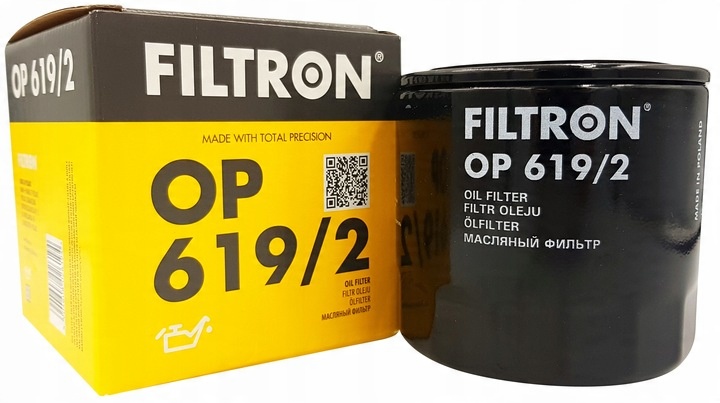 OP 619/2
FILTRON®
MADE WITH TOTAL PRECISION
OP
619/2
OIL FILTER
FILTR OLEJU
ÖLFILTER
МАСЛЯНЫЙ ФИЛЬТР
FILTRON®
OP 619/2
OIL FILTER
FILTR OLEJU
ÖLFILTER
МАСЛЯНЫЙ ФИЛЬТР
MADE IN POLAND